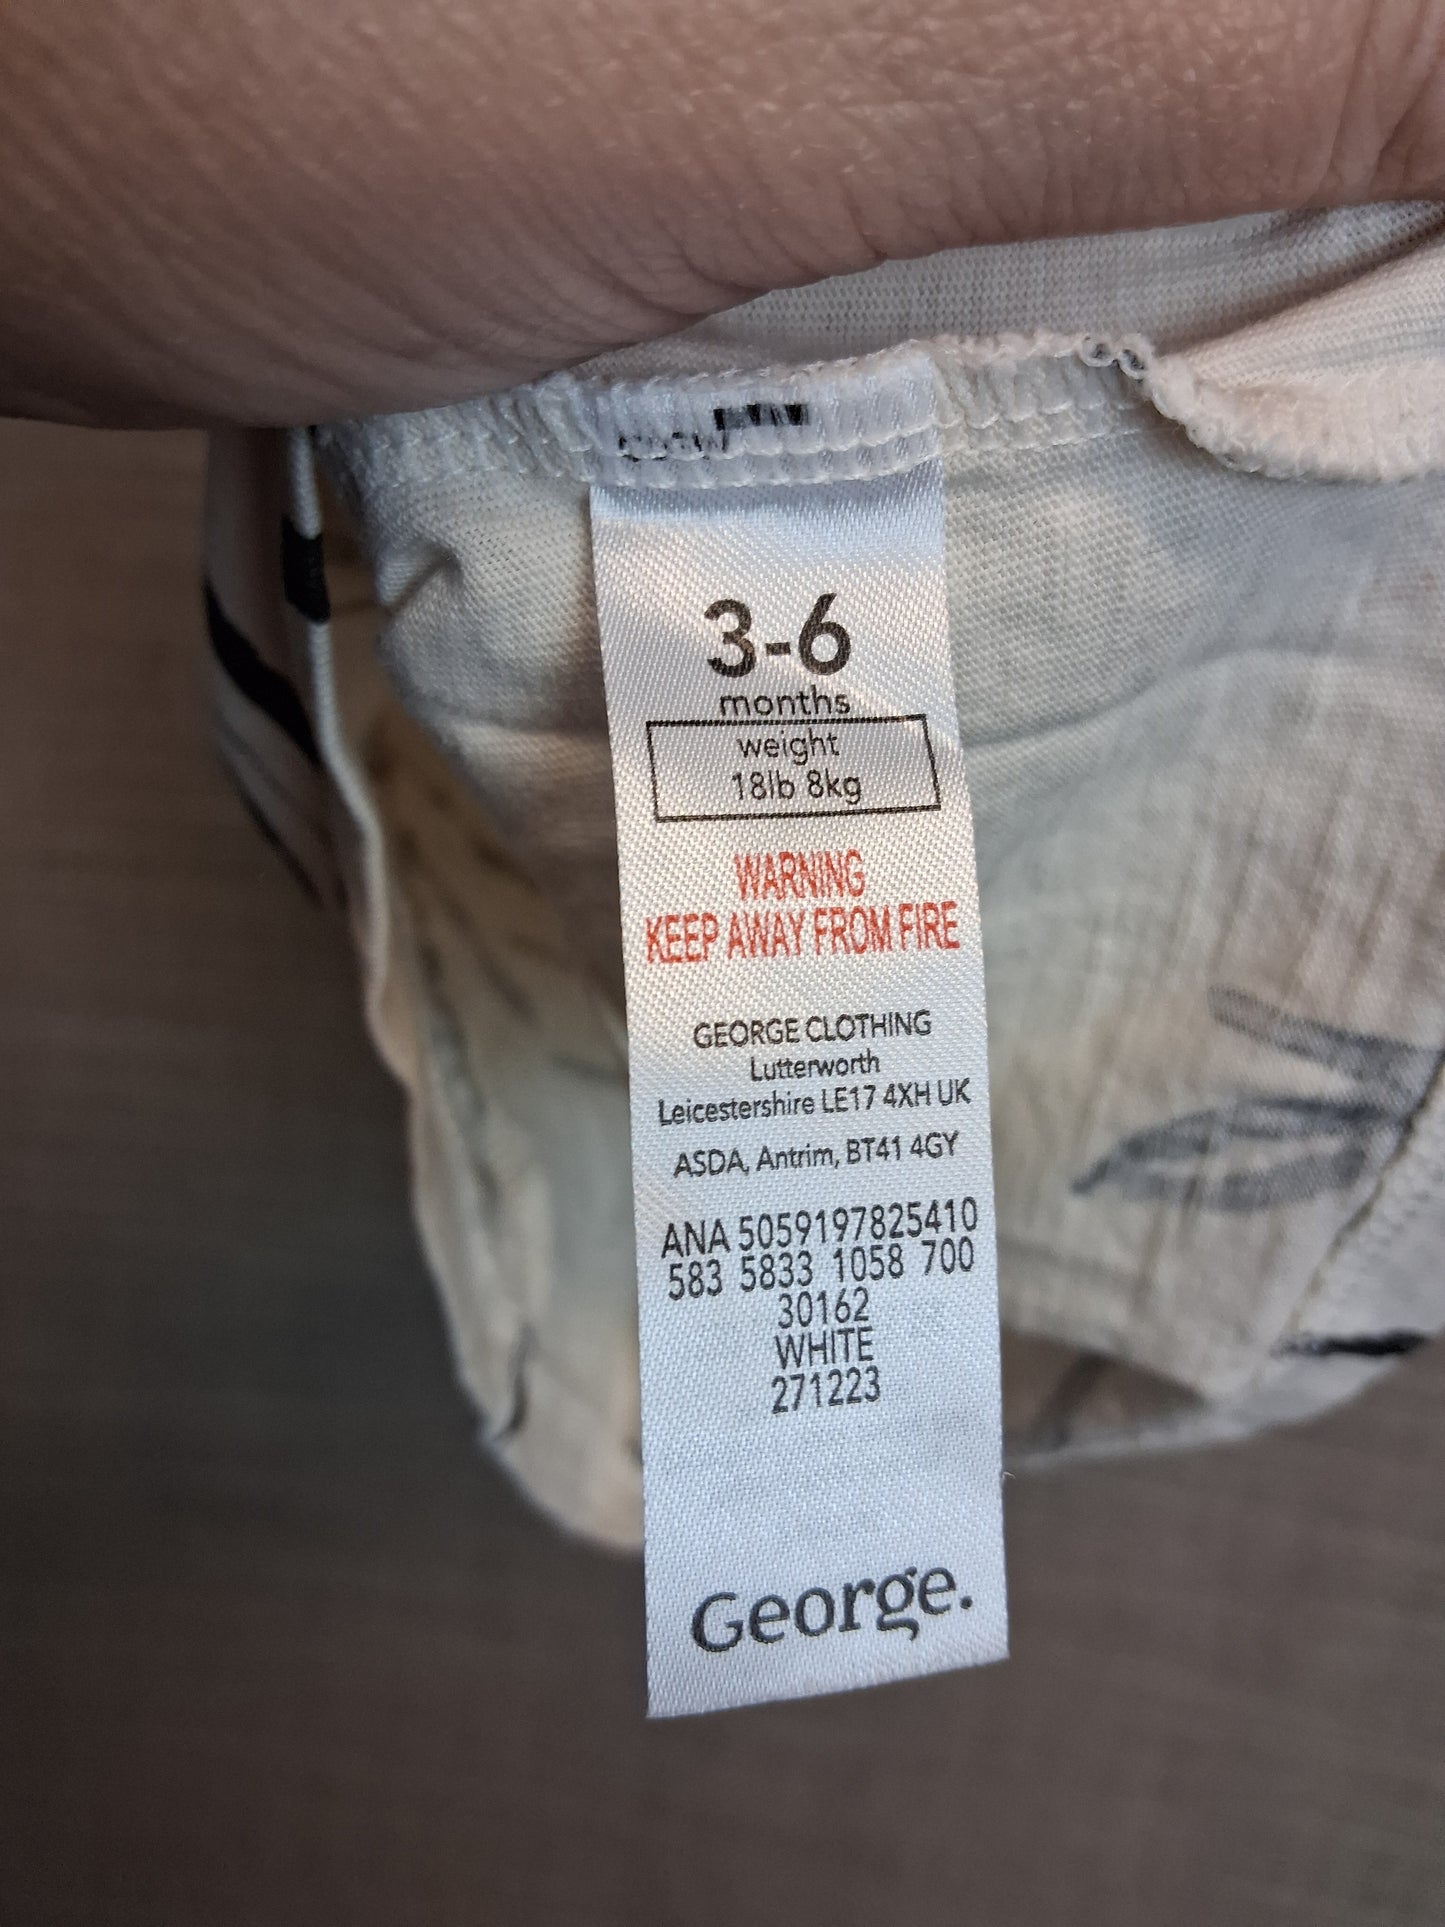 3-6
months
weight
18lb 8kg
WARNING
KEEP AWAY FROM FIRE
GEORGE CLOTHING
Lutterworth
Leicestershire LE17 4XH UK
ASDA, Antrim, BT41 4GY
ANA 5059197825410
583 5833 1058 700
30162
WHITE
271223
George.